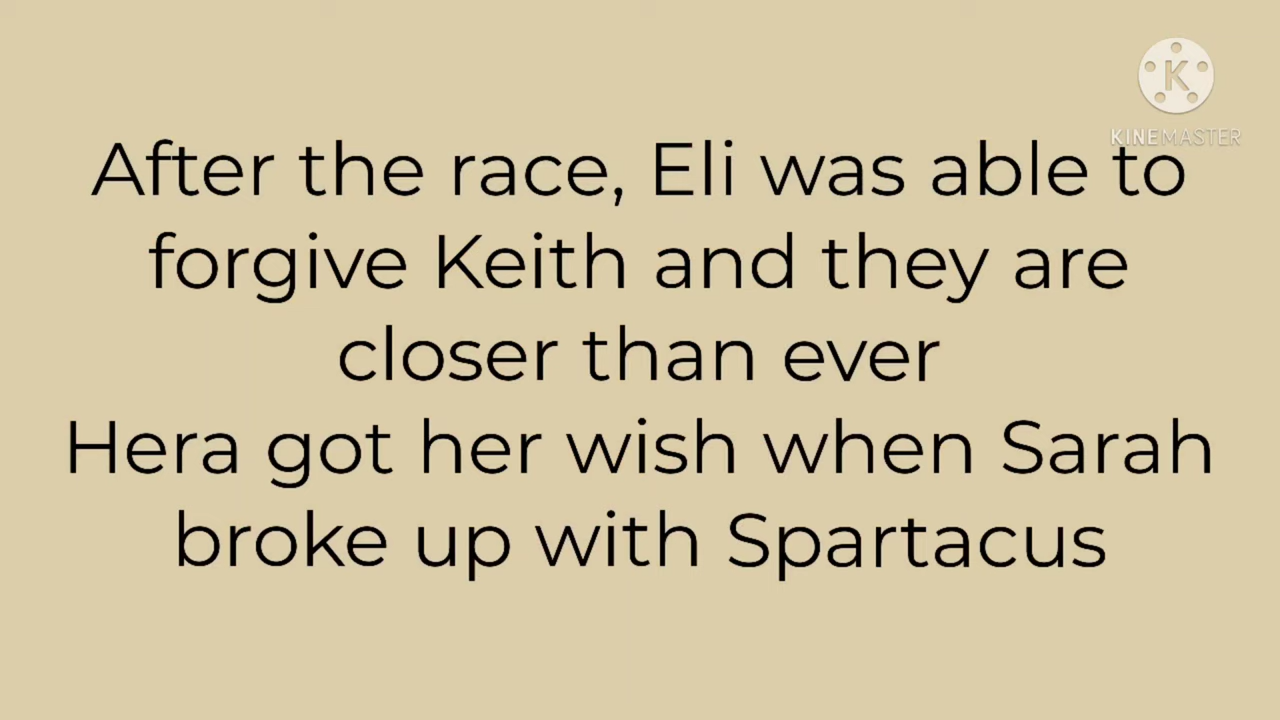 K
KINEMASTER
After the race, Eli was able to
forgive Keith and they are
closer than ever
Hera got her wish when Sarah
broke up with Spartacus